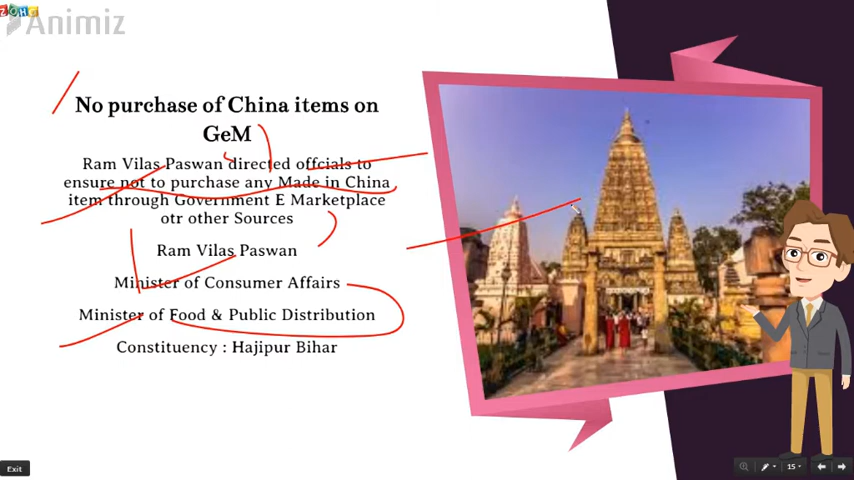 ZOHO
Animiz
No purchase of China items on
GeM
Ram Vilas Paswan directed offcials to
ensure not to purchase any Made in China
item through Government E Marketplace
otr other Sources
Ram Vilas Paswan
Minister of Consumer Affairs
Minister of Food & Public Distribution
Constituency : Hajipur Bihar
Exit
15